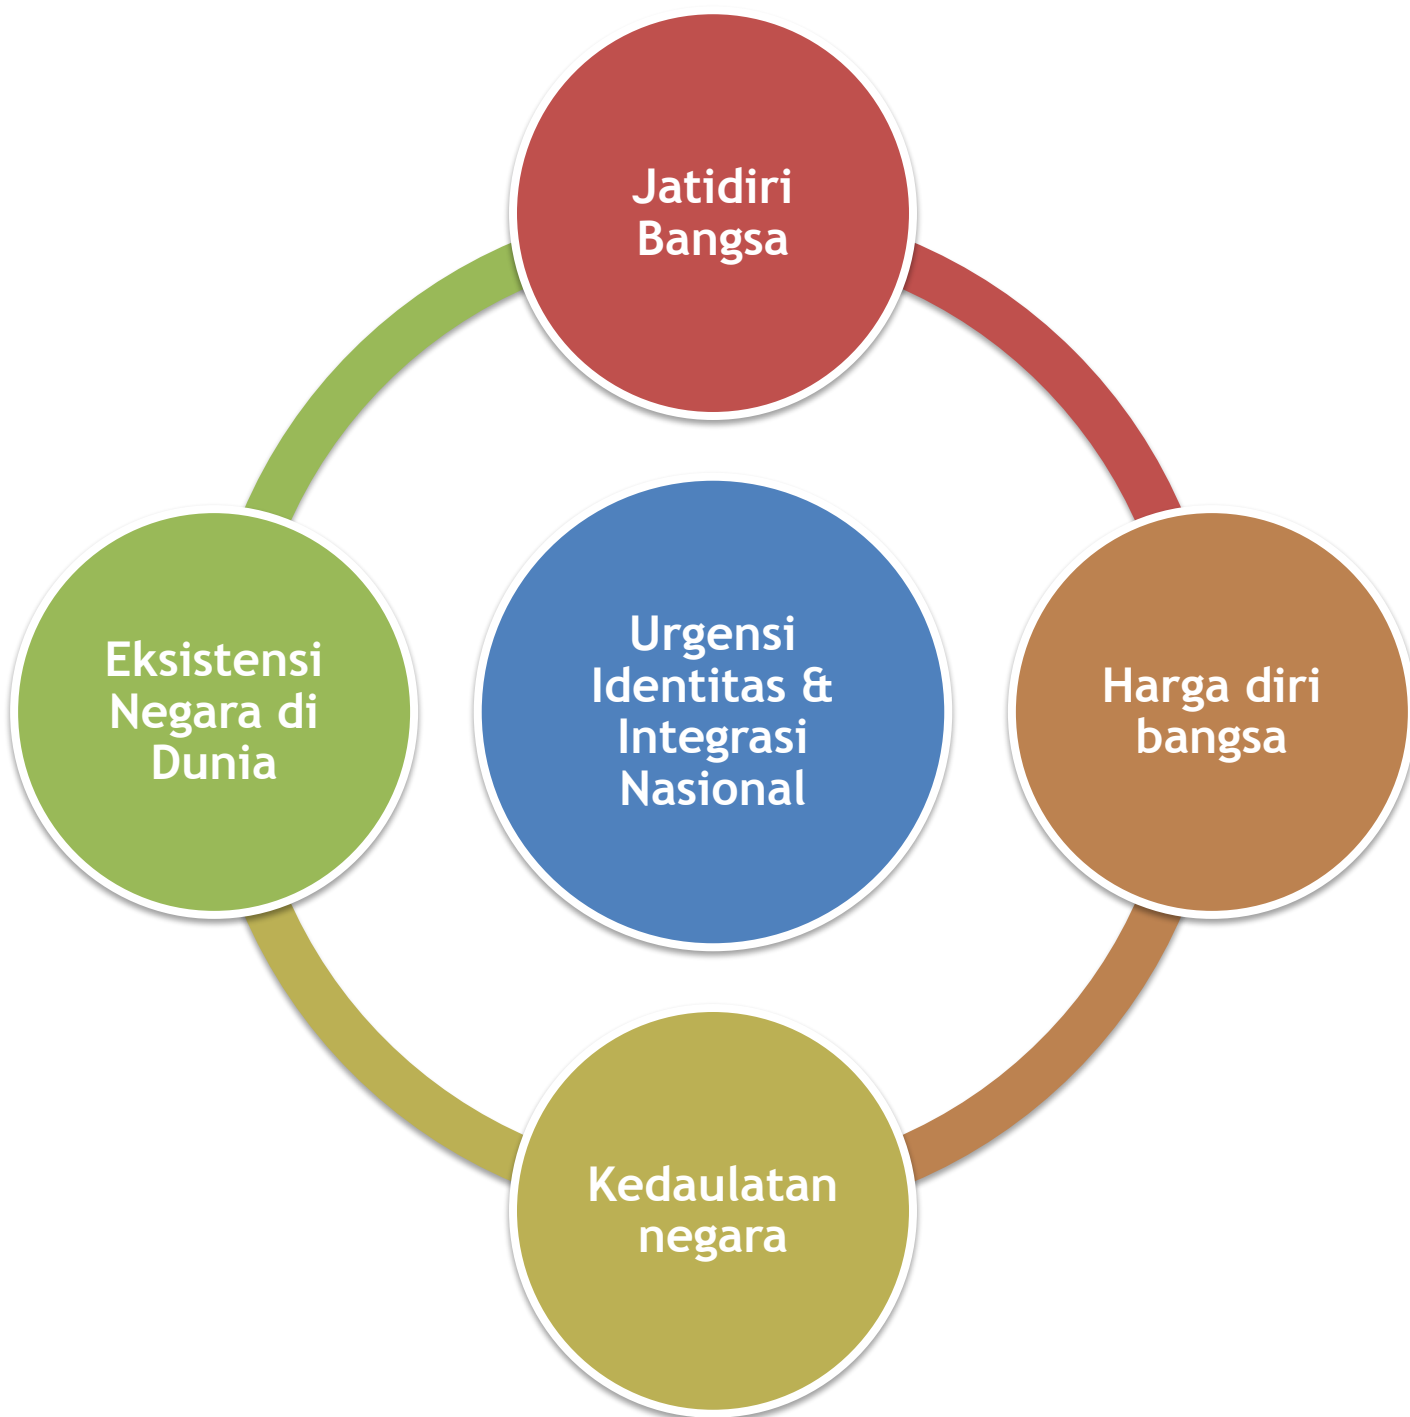 Jatidiri
Bangsa
Eksistensi
Negara di
Dunia
Urgensi
Identitas &
Integrasi
Nasional
Harga diri
bangsa
Kedaulatan
negara